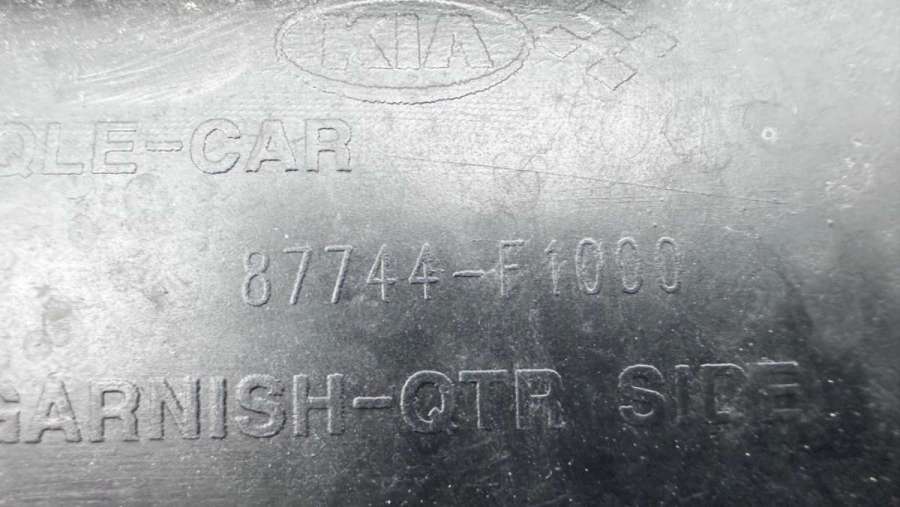 KIA
QLE-CAR
87744-F1000
GARNISH-QTR SIDE